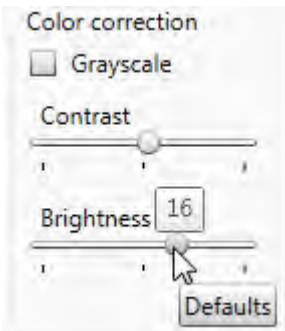 Color correction
Grayscale
Contrast
Brightness 16
Defaults